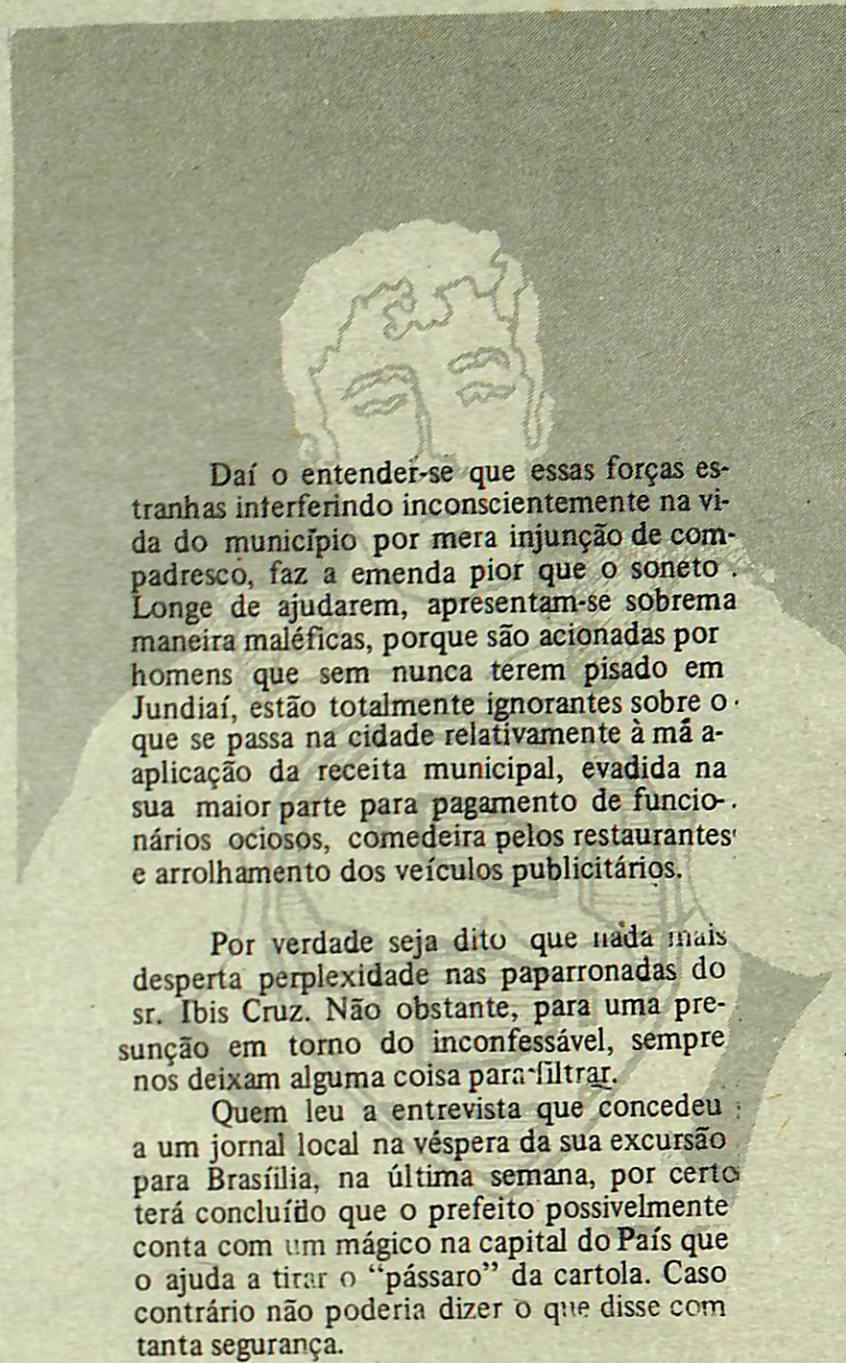 Daí o entender-se que essas forças es-
tranhas interferindo inconscientemente na vi-
da do município por mera injunção de com-
padresco, faz a emenda pior que o soneto .
Longe de ajudarem, apresentam-se sobrema
maneira maléficas, porque são acionadas por
homens que sem nunca terem pisado em
Jundiaí, estão totalmente ignorantes sobre o
que se passa na cidade relativamente à má a-
aplicação da receita municipal, evadida na
sua maior parte para pagamento de funcio-
nários ociosos, comedeira pelos restaurantes
e arrolhamento dos veículos publicitários.
Por verdade seja dito que nada mais
desperta perplexidade nas paparronadas do
sr. Ibis Cruz. Não obstante, para uma pre-
sunção em torno do inconfessável, sempre
nos deixam alguma coisa para filtrar.
Quem leu a entrevista que concedeu
a um jornal local na véspera da sua excursão
para Brasíilia, na última semana, por certo
terá concluído que o prefeito possivelmente
conta com um mágico na capital do País que
o ajuda a tirar o “pássaro” da cartola. Caso
contrário não poderia dizer o que disse com
tanta segurança.